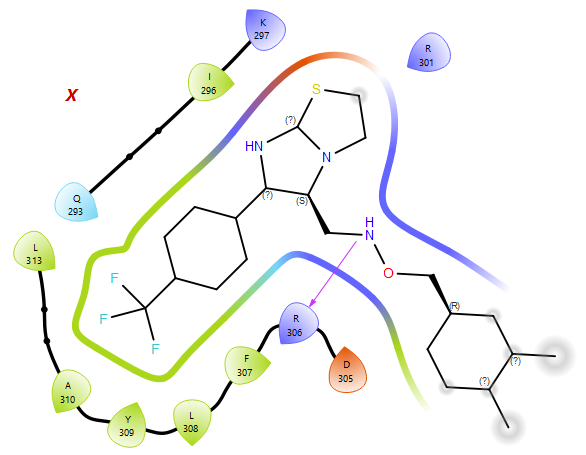 K
297
R
301
I
296
X
S
(?)
HN
N
Q
293
(?)
(S)
H
N
L
313
F
O
R
306
(R)
F
F
(?)
F
307
D
305
(?)
A
310
L
308
Y
309